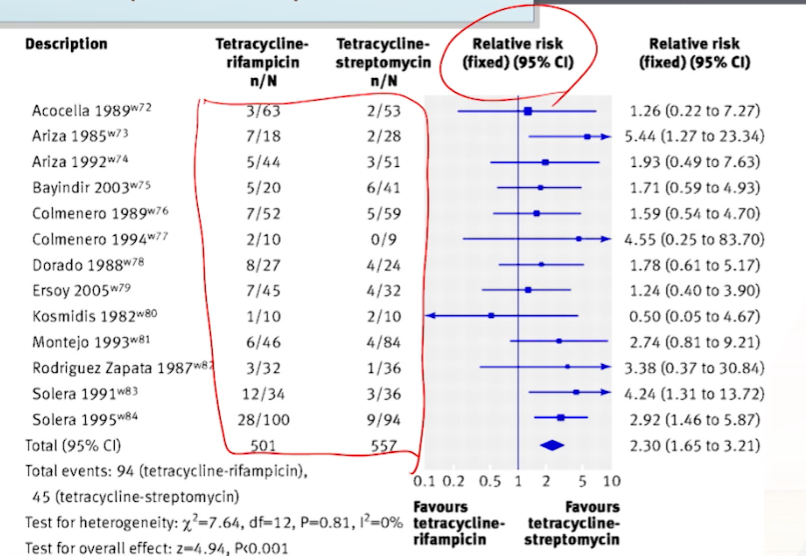 Description Tetracycline-rifampicin n/N Tetracycline-streptomycin n/N Relative risk (fixed) (95% CI) Relative risk (fixed) (95% CI)
Acocella 1989w72 3/63 2/53 1.26 (0.22 to 7.27)
Ariza 1985w73 7/18 2/28 5.44 (1.27 to 23.34)
Ariza 1992w74 5/44 3/51 1.93 (0.49 to 7.63)
Bayindir 2003w75 5/20 6/41 1.71 (0.59 to 4.93)
Colmenero 1989w76 7/52 5/59 1.59 (0.54 to 4.70)
Colmenero 1994w77 2/10 0/9 4.55 (0.25 to 83.70)
Dorado 1988w78 8/27 4/24 1.78 (0.61 to 5.17)
Ersoy 2005w79 7/45 4/32 1.24 (0.40 to 3.90)
Kosmidis 1982w80 1/10 2/10 0.50 (0.05 to 4.67)
Montejo 1993w81 6/46 4/84 2.74 (0.81 to 9.21)
Rodriguez Zapata 1987w82 3/32 1/36 3.38 (0.37 to 30.84)
Solera 1991w83 12/34 3/36 4.24 (1.31 to 13.72)
Solera 1995w84 28/100 9/94 2.92 (1.46 to 5.87)
Total (95% CI) 501 557 2.30 (1.65 to 3.21)
Total events: 94 (tetracycline-rifampicin),
45 (tetracycline-streptomycin)
Test for heterogeneity: χ²=7.64, df=12, P=0.81, I²=0%
Test for overall effect: z=4.94, P<0.001
0.1 0.2 0.5 1 2 5 10
Favours tetracycline-rifampicin
Favours tetracycline-streptomycin